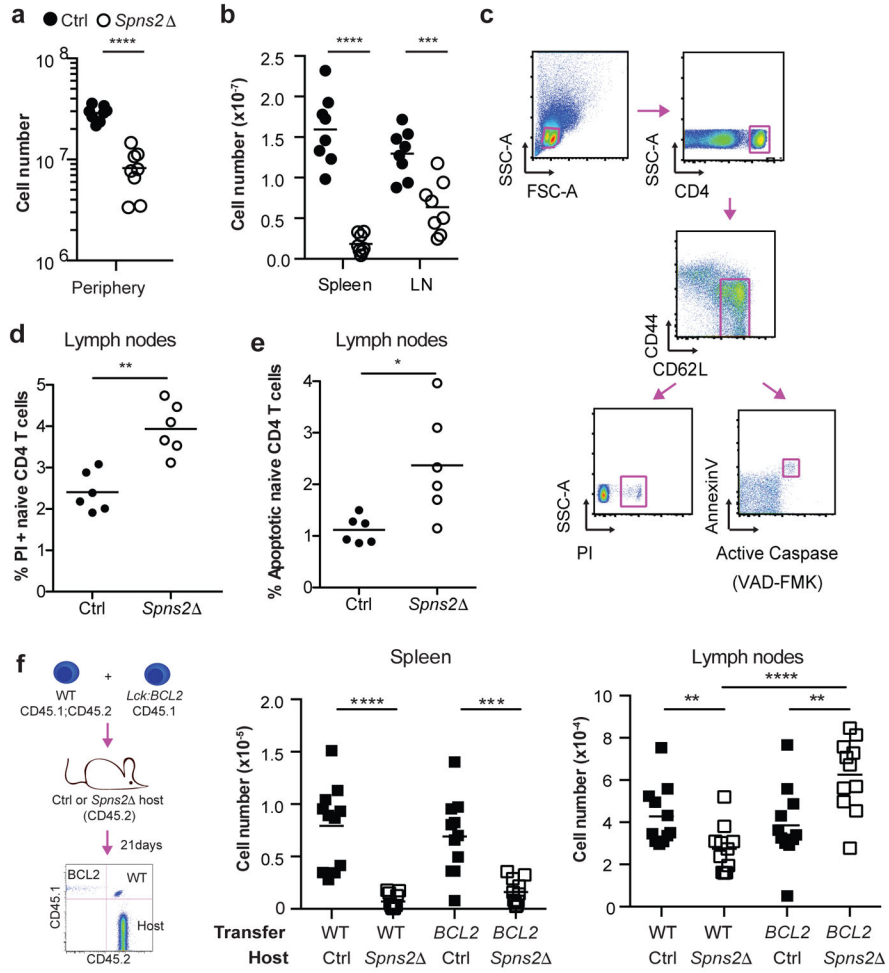 a
Ctrl Spns2Δ
****
Cell number
10 8
10 7
10 6
Periphery
b
**** ***
Cell number (x10-7)
2.5
2.0
1.5
1.0
0.5
0.0
Spleen LN
c
SSC-A
FSC-A
SSC-A
CD4
CD44
CD62L
SSC-A
PI
AnnexinV
Active Caspase
(VAD-FMK)
d
Lymph nodes
**
% PI + naive CD4 T cells
5
4
3
2
1
0
Ctrl Spns2Δ
e
Lymph nodes
*
% Apoptotic naive CD4 T cells
4
3
2
1
0
Ctrl Spns2Δ
f
+
WT Lck:BCL2
CD45.1;CD45.2 CD45.1
Ctrl or Spns2Δ host
(CD45.2)
21days
BCL2 WT
Host
CD45.1
CD45.2
Spleen
**** ***
Cell number (x10-5)
2.0
1.5
1.0
0.5
0
Transfer WT WT BCL2 BCL2
Host Ctrl Spns2Δ Ctrl Spns2Δ
Lymph nodes
****
** **
Cell number (x10-4)
10
8
6
4
2
0
WT WT BCL2 BCL2
Ctrl Spns2Δ Ctrl Spns2Δ